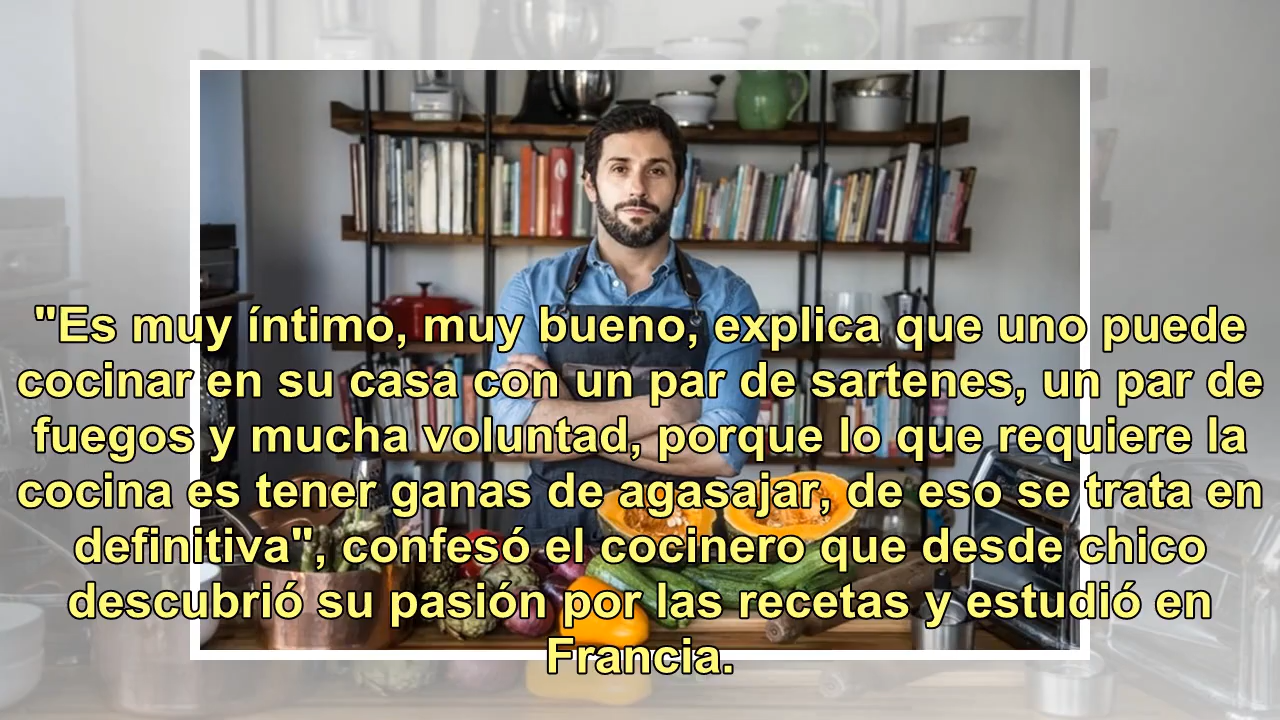 "Es muy íntimo, muy bueno, explica que uno puede
cocinar en su casa con un par de sartenes, un par de
fuegos y mucha voluntad, porque lo que requiere la
cocina es tener ganas de agasajar, de eso se trata en
definitiva", confesó el cocinero que desde chico
descubrió su pasión por las recetas y estudió en
Francia.